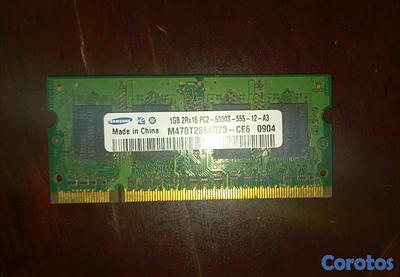 SAMSUNG 1GB 2Rx16 PC2-5300S-555-12-A3
Made in China M470T2864QZ3-CE6 0904
Corotos